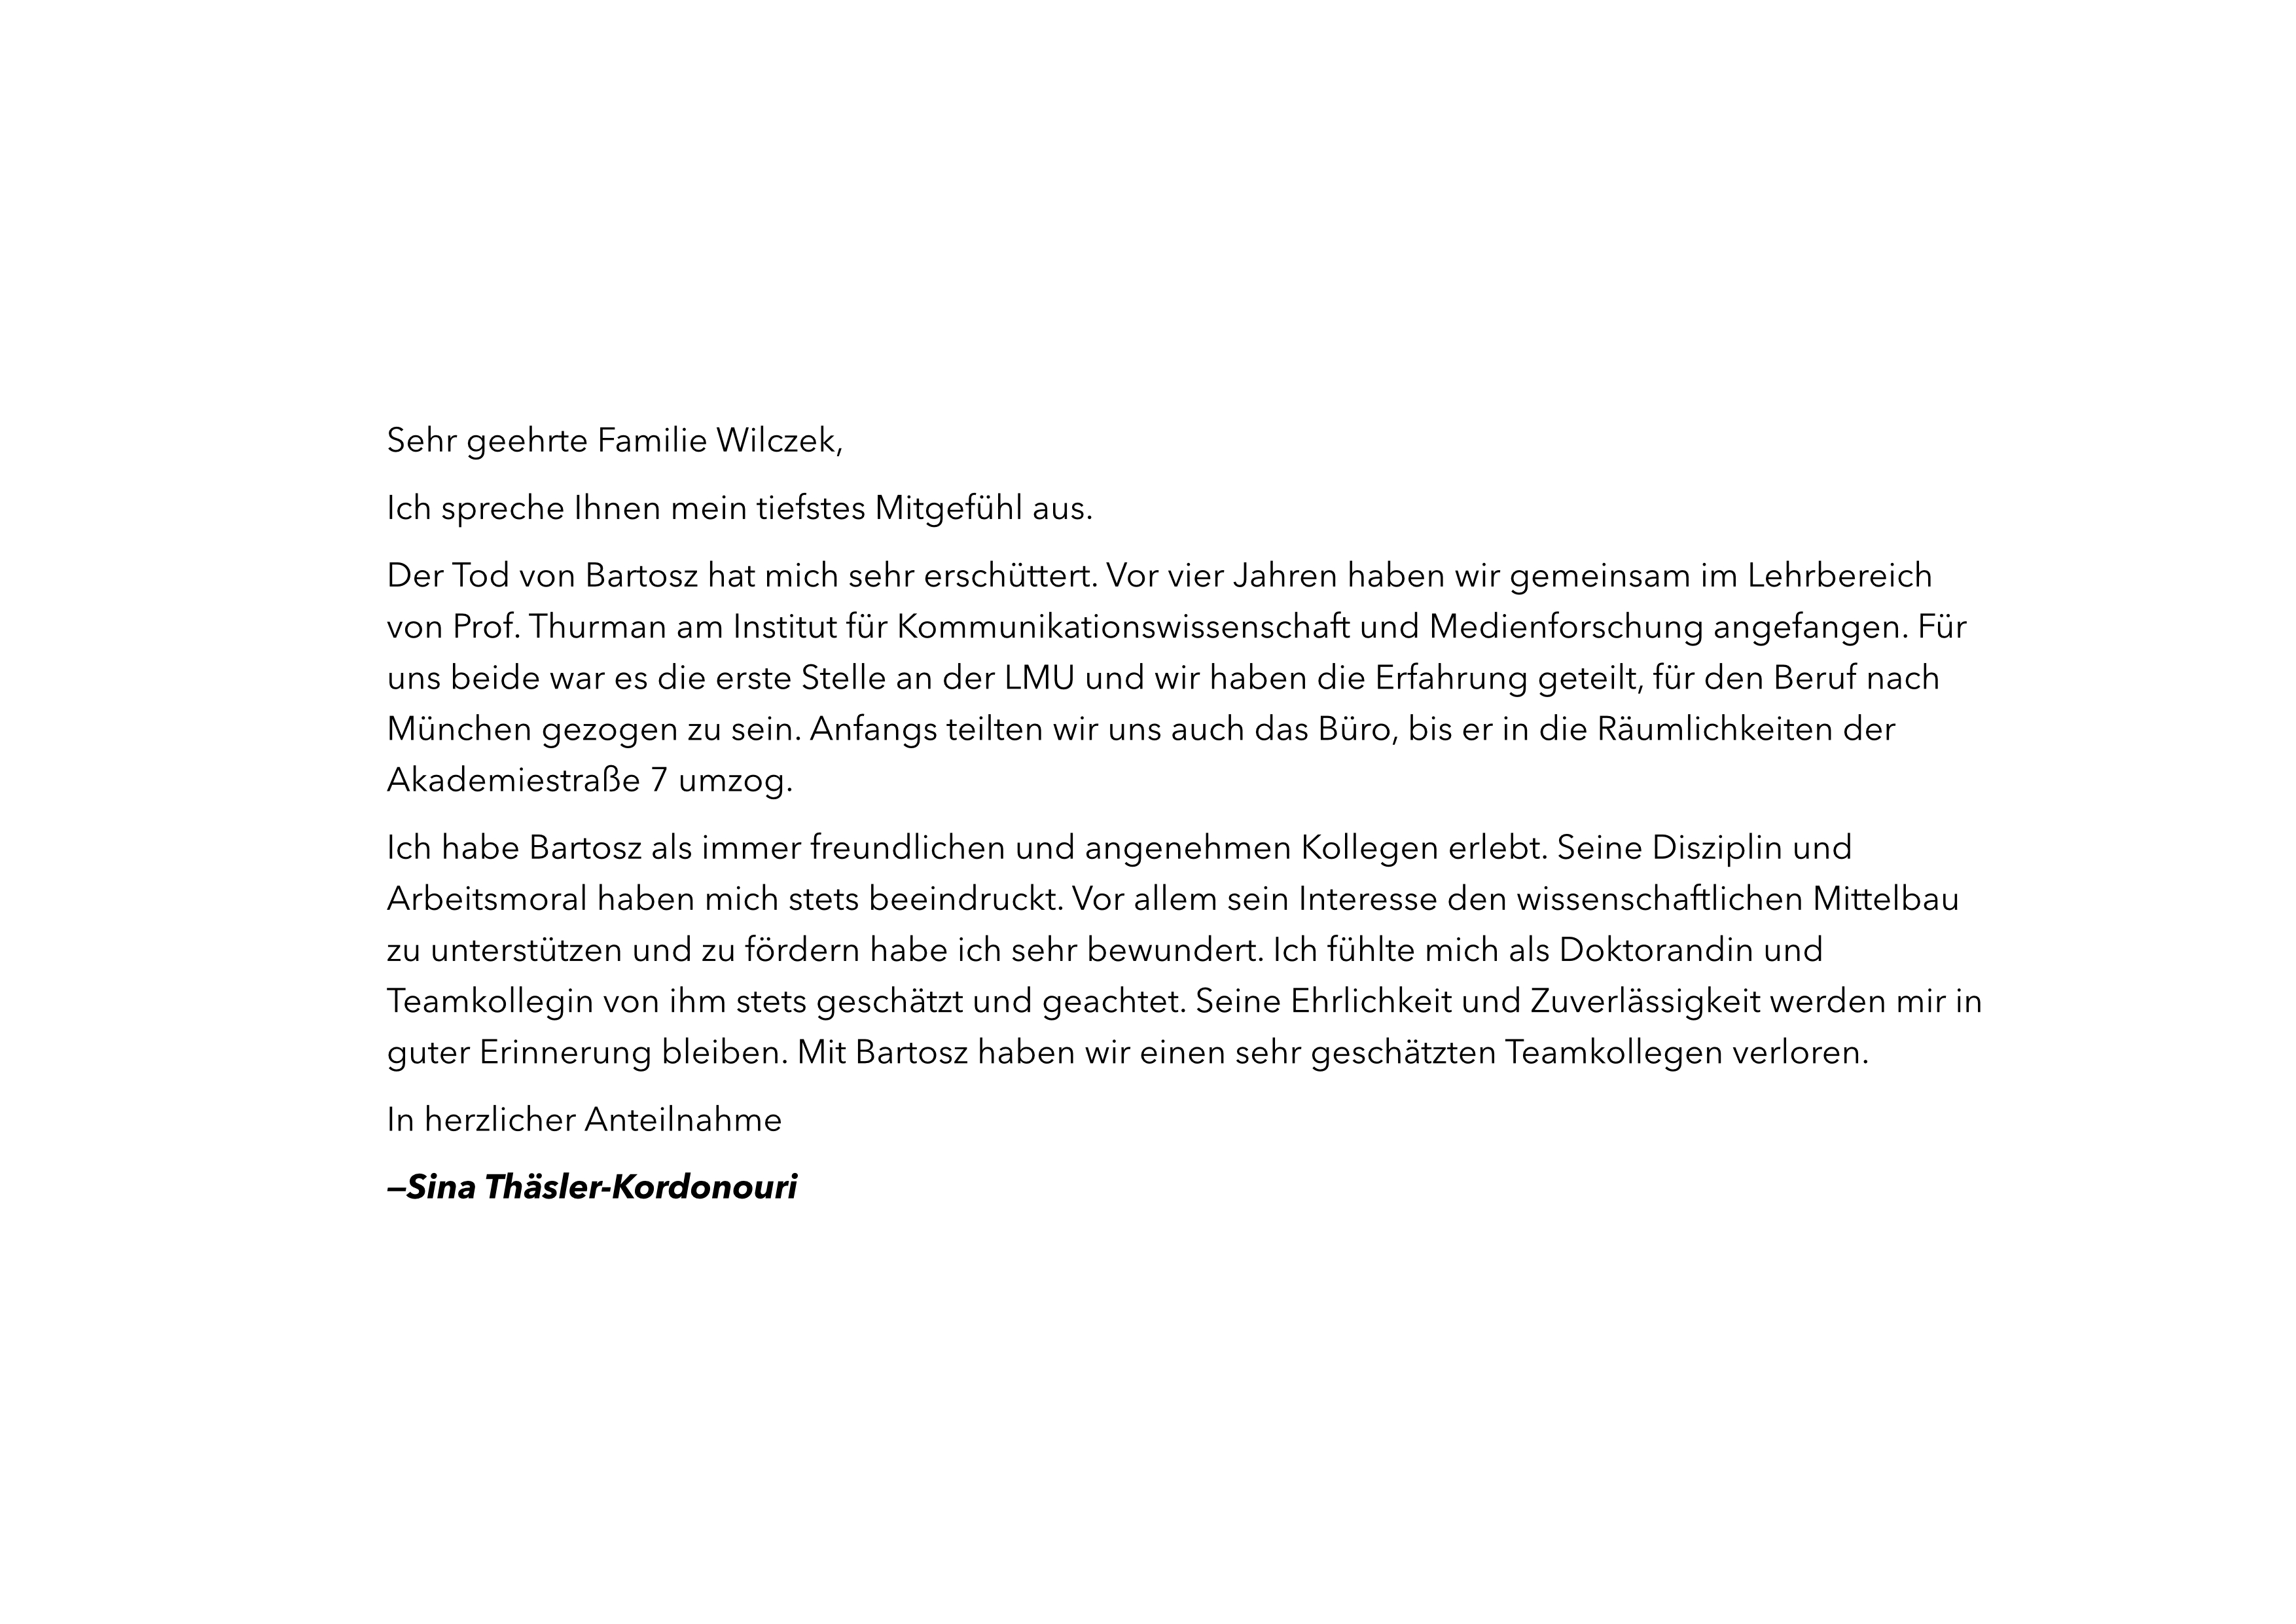 Sehr geehrte Familie Wilczek,
Ich spreche Ihnen mein tiefstes Mitgefühl aus.
Der Tod von Bartosz hat mich sehr erschüttert. Vor vier Jahren haben wir gemeinsam im Lehrbereich
von Prof. Thurman am Institut für Kommunikationswissenschaft und Medienforschung angefangen. Für
uns beide war es die erste Stelle an der LMU und wir haben die Erfahrung geteilt, für den Beruf nach
München gezogen zu sein. Anfangs teilten wir uns auch das Büro, bis er in die Räumlichkeiten der
Akademiestraße 7 umzog.
Ich habe Bartosz als immer freundlichen und angenehmen Kollegen erlebt. Seine Disziplin und
Arbeitsmoral haben mich stets beeindruckt. Vor allem sein Interesse den wissenschaftlichen Mittelbau
zu unterstützen und zu fördern habe ich sehr bewundert. Ich fühlte mich als Doktorandin und
Teamkollegin von ihm stets geschätzt und geachtet. Seine Ehrlichkeit und Zuverlässigkeit werden mir in
guter Erinnerung bleiben. Mit Bartosz haben wir einen sehr geschätzten Teamkollegen verloren.
In herzlicher Anteilnahme
—Sina Thäsler-Kordonouri